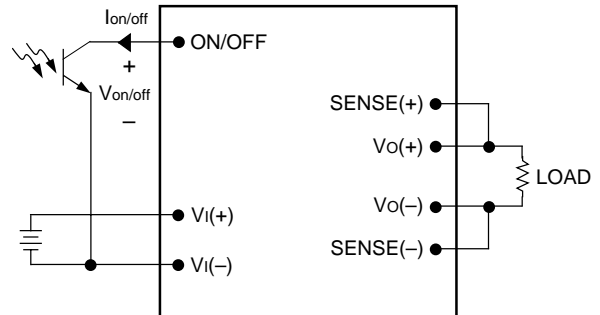 Ion/off
ON/OFF
+
Von/off
–
SENSE(+)
VO(+)
LOAD
VO(–)
SENSE(–)
VI(+)
VI(–)